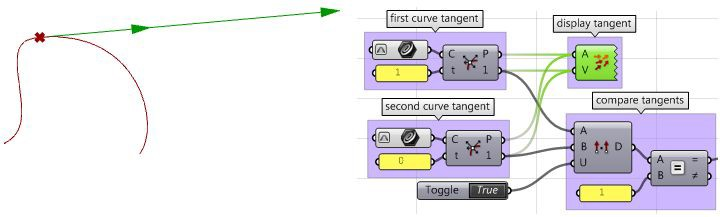 first curve tangent
display tangent
C P
t 1
1
A
V
second curve tangent
compare tangents
C P
t 1
0
A
B D
U
Toggle True
1
A =
B ≠
=